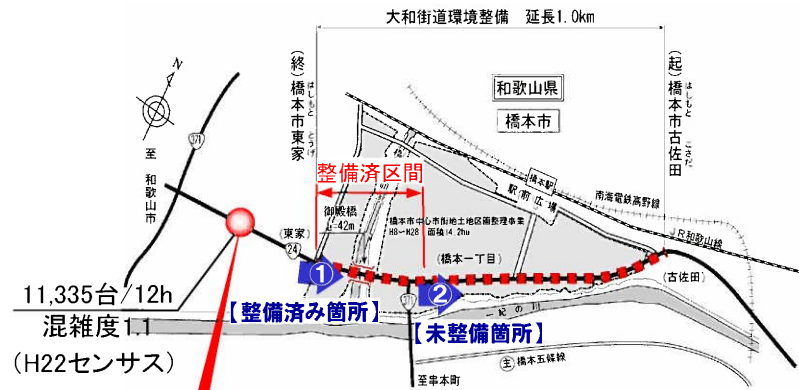 大和街道環境整備 延長1.0km
(終)橋本市東家
はしもと とうげ
(起)橋本市古佐田
はしもと こさだ
和歌山県
橋本市
N
371
至 和歌山市
整備済区間
橋本駅
駅前広場
南海電鉄高野線
JR和歌山線
御殿橋
L=42m
橋本市中心市街地土地区画整理事業
H8~H28 面積14.2ha
(東家)
24
(橋本一丁目)
(古佐田)
①
②
【整備済み箇所】
【未整備箇所】
11,335台/12h
混雑度1.1
(H22センサス)
371
紀の川
主 橋本五條線
至串本町